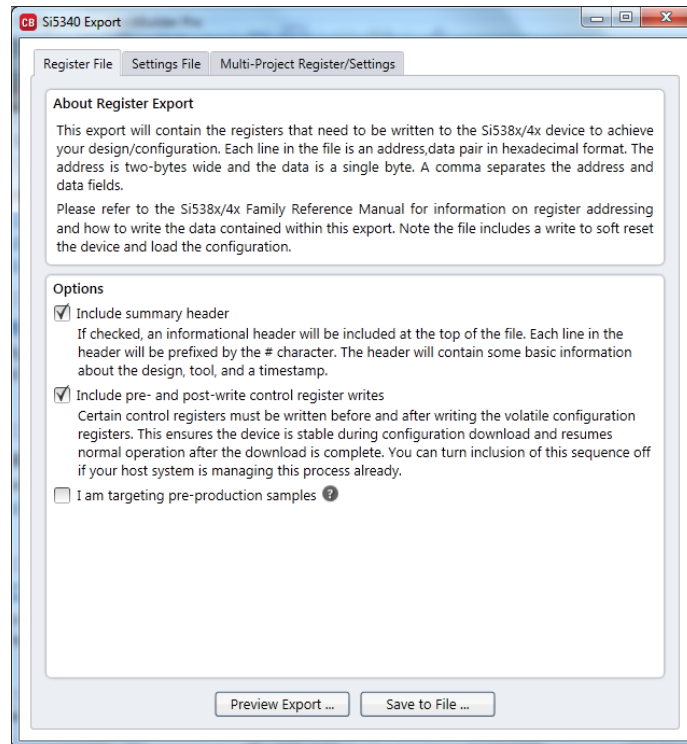 CB Si5340 Export
Register File Settings File Multi-Project Register/Settings
About Register Export
This export will contain the registers that need to be written to the Si538x/4x device to achieve
your design/configuration. Each line in the file is an address,data pair in hexadecimal format. The
address is two-bytes wide and the data is a single byte. A comma separates the address and
data fields.
Please refer to the Si538x/4x Family Reference Manual for information on register addressing
and how to write the data contained within this export. Note the file includes a write to soft reset
the device and load the configuration.
Options
Include summary header
If checked, an informational header will be included at the top of the file. Each line in the
header will be prefixed by the # character. The header will contain some basic information
about the design, tool, and a timestamp.
Include pre- and post-write control register writes
Certain control registers must be written before and after writing the volatile configuration
registers. This ensures the device is stable during configuration download and resumes
normal operation after the download is complete. You can turn inclusion of this sequence off
if your host system is managing this process already.
I am targeting pre-production samples ?
Preview Export ... Save to File ...